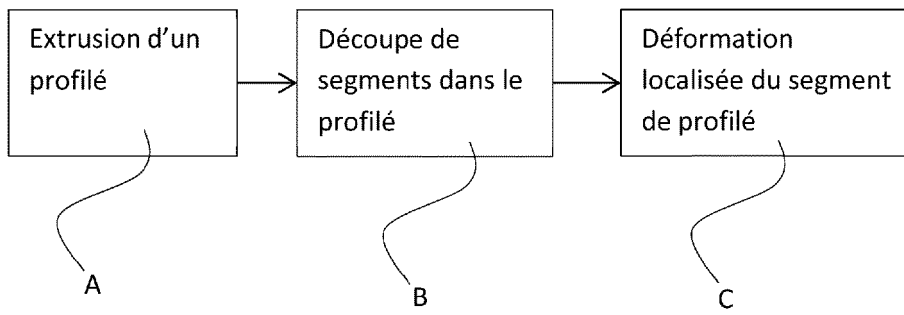 Extrusion d'un
profilé
Découpe de
segments dans le
profilé
Déformation
localisée du segment
de profilé
A
B
C